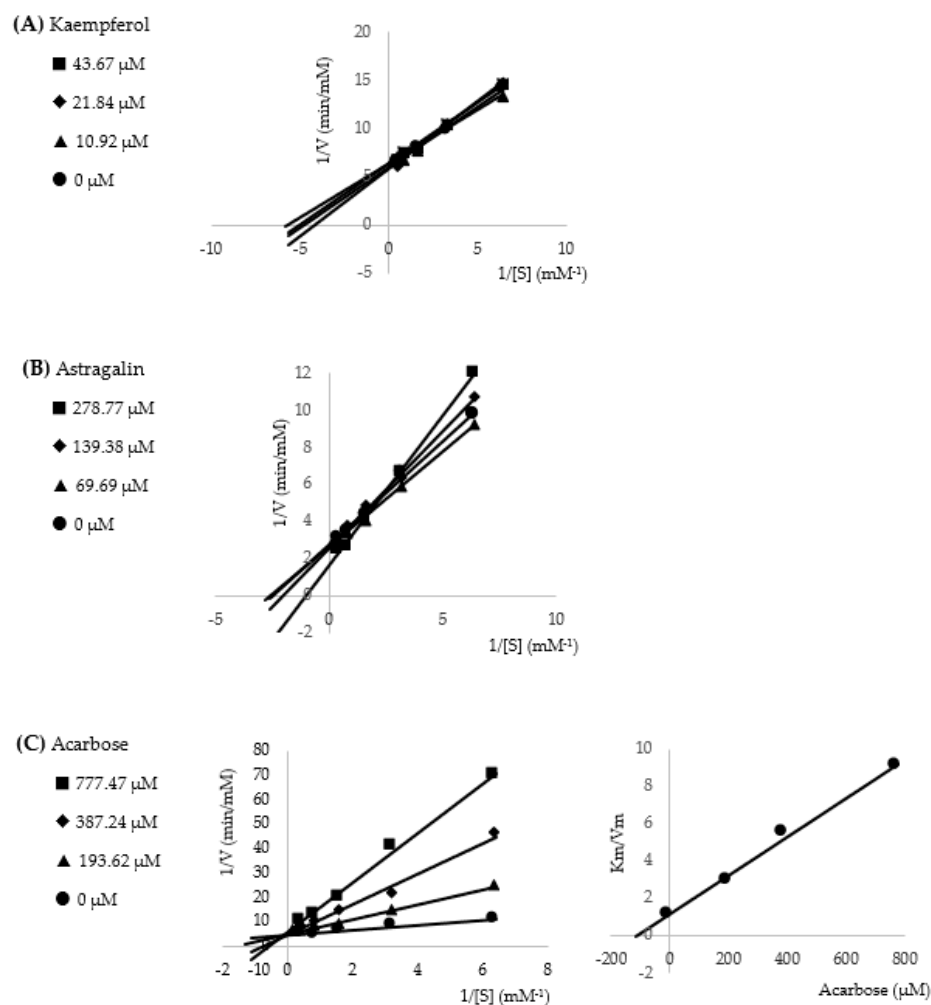 (A) Kaempferol
43.67 µM
21.84 µM
10.92 µM
0 µM
1/V (min/mM)
20
15
10
5
0
-5
-10
-5
0
5
10
1/[S] (mM⁻¹)
(B) Astragalin
278.77 µM
139.38 µM
69.69 µM
0 µM
1/V (min/mM)
12
10
8
6
4
2
0
-2
-5
0
5
10
1/[S] (mM⁻¹)
(C) Acarbose
777.47 µM
387.24 µM
193.62 µM
0 µM
1/V (min/mM)
80
70
60
50
40
30
20
10
-10
-2
0
2
4
6
8
1/[S] (mM⁻¹)
Km/Vm
10
8
6
4
2
0
-2
-200
0
200
400
600
800
Acarbose (µM)